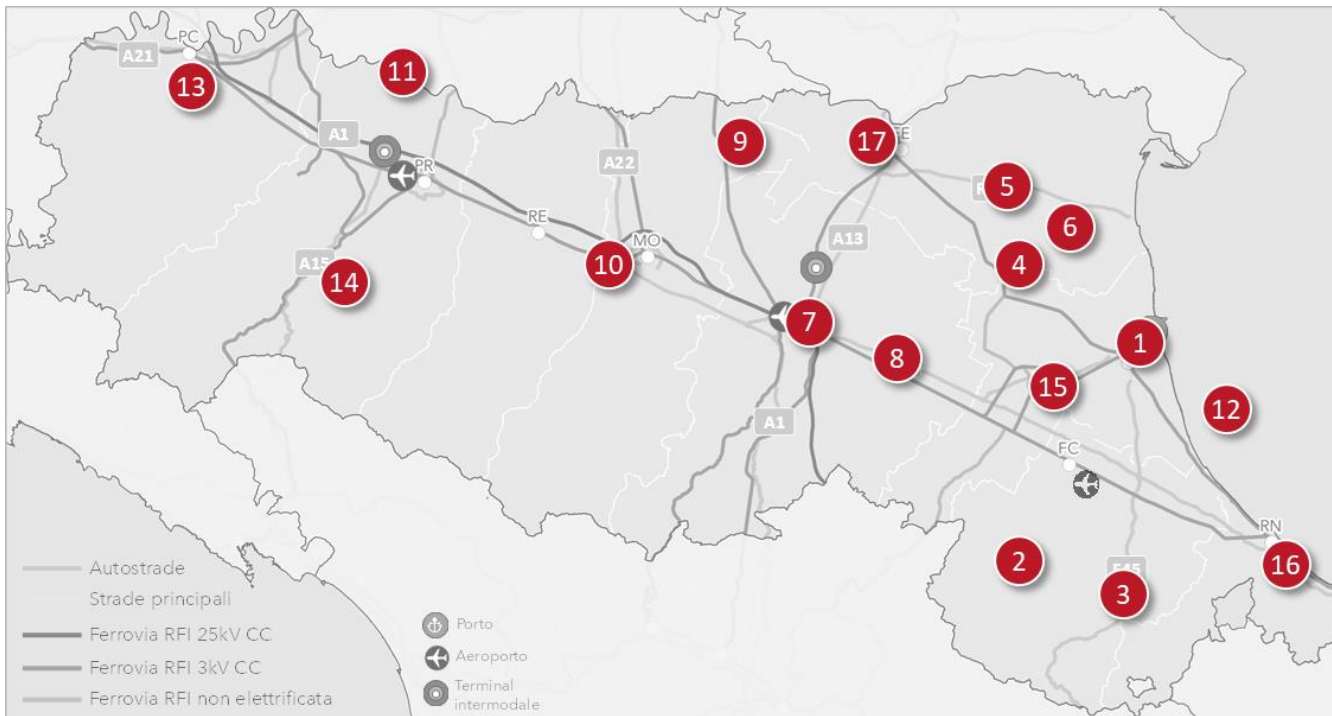 PC
A21
13
11
A1
PR
A22
9
17
FE
5
6
RE
MO
A13
A15
14
10
4
7
8
1
15
12
A1
FC
2
E45
3
RN
16
Autostrade
Strade principali
Ferrovia RFI 25kV CC
Ferrovia RFI 3kV CC
Ferrovia RFI non elettrificata
Porto
Aeroporto
Terminal
intermodale